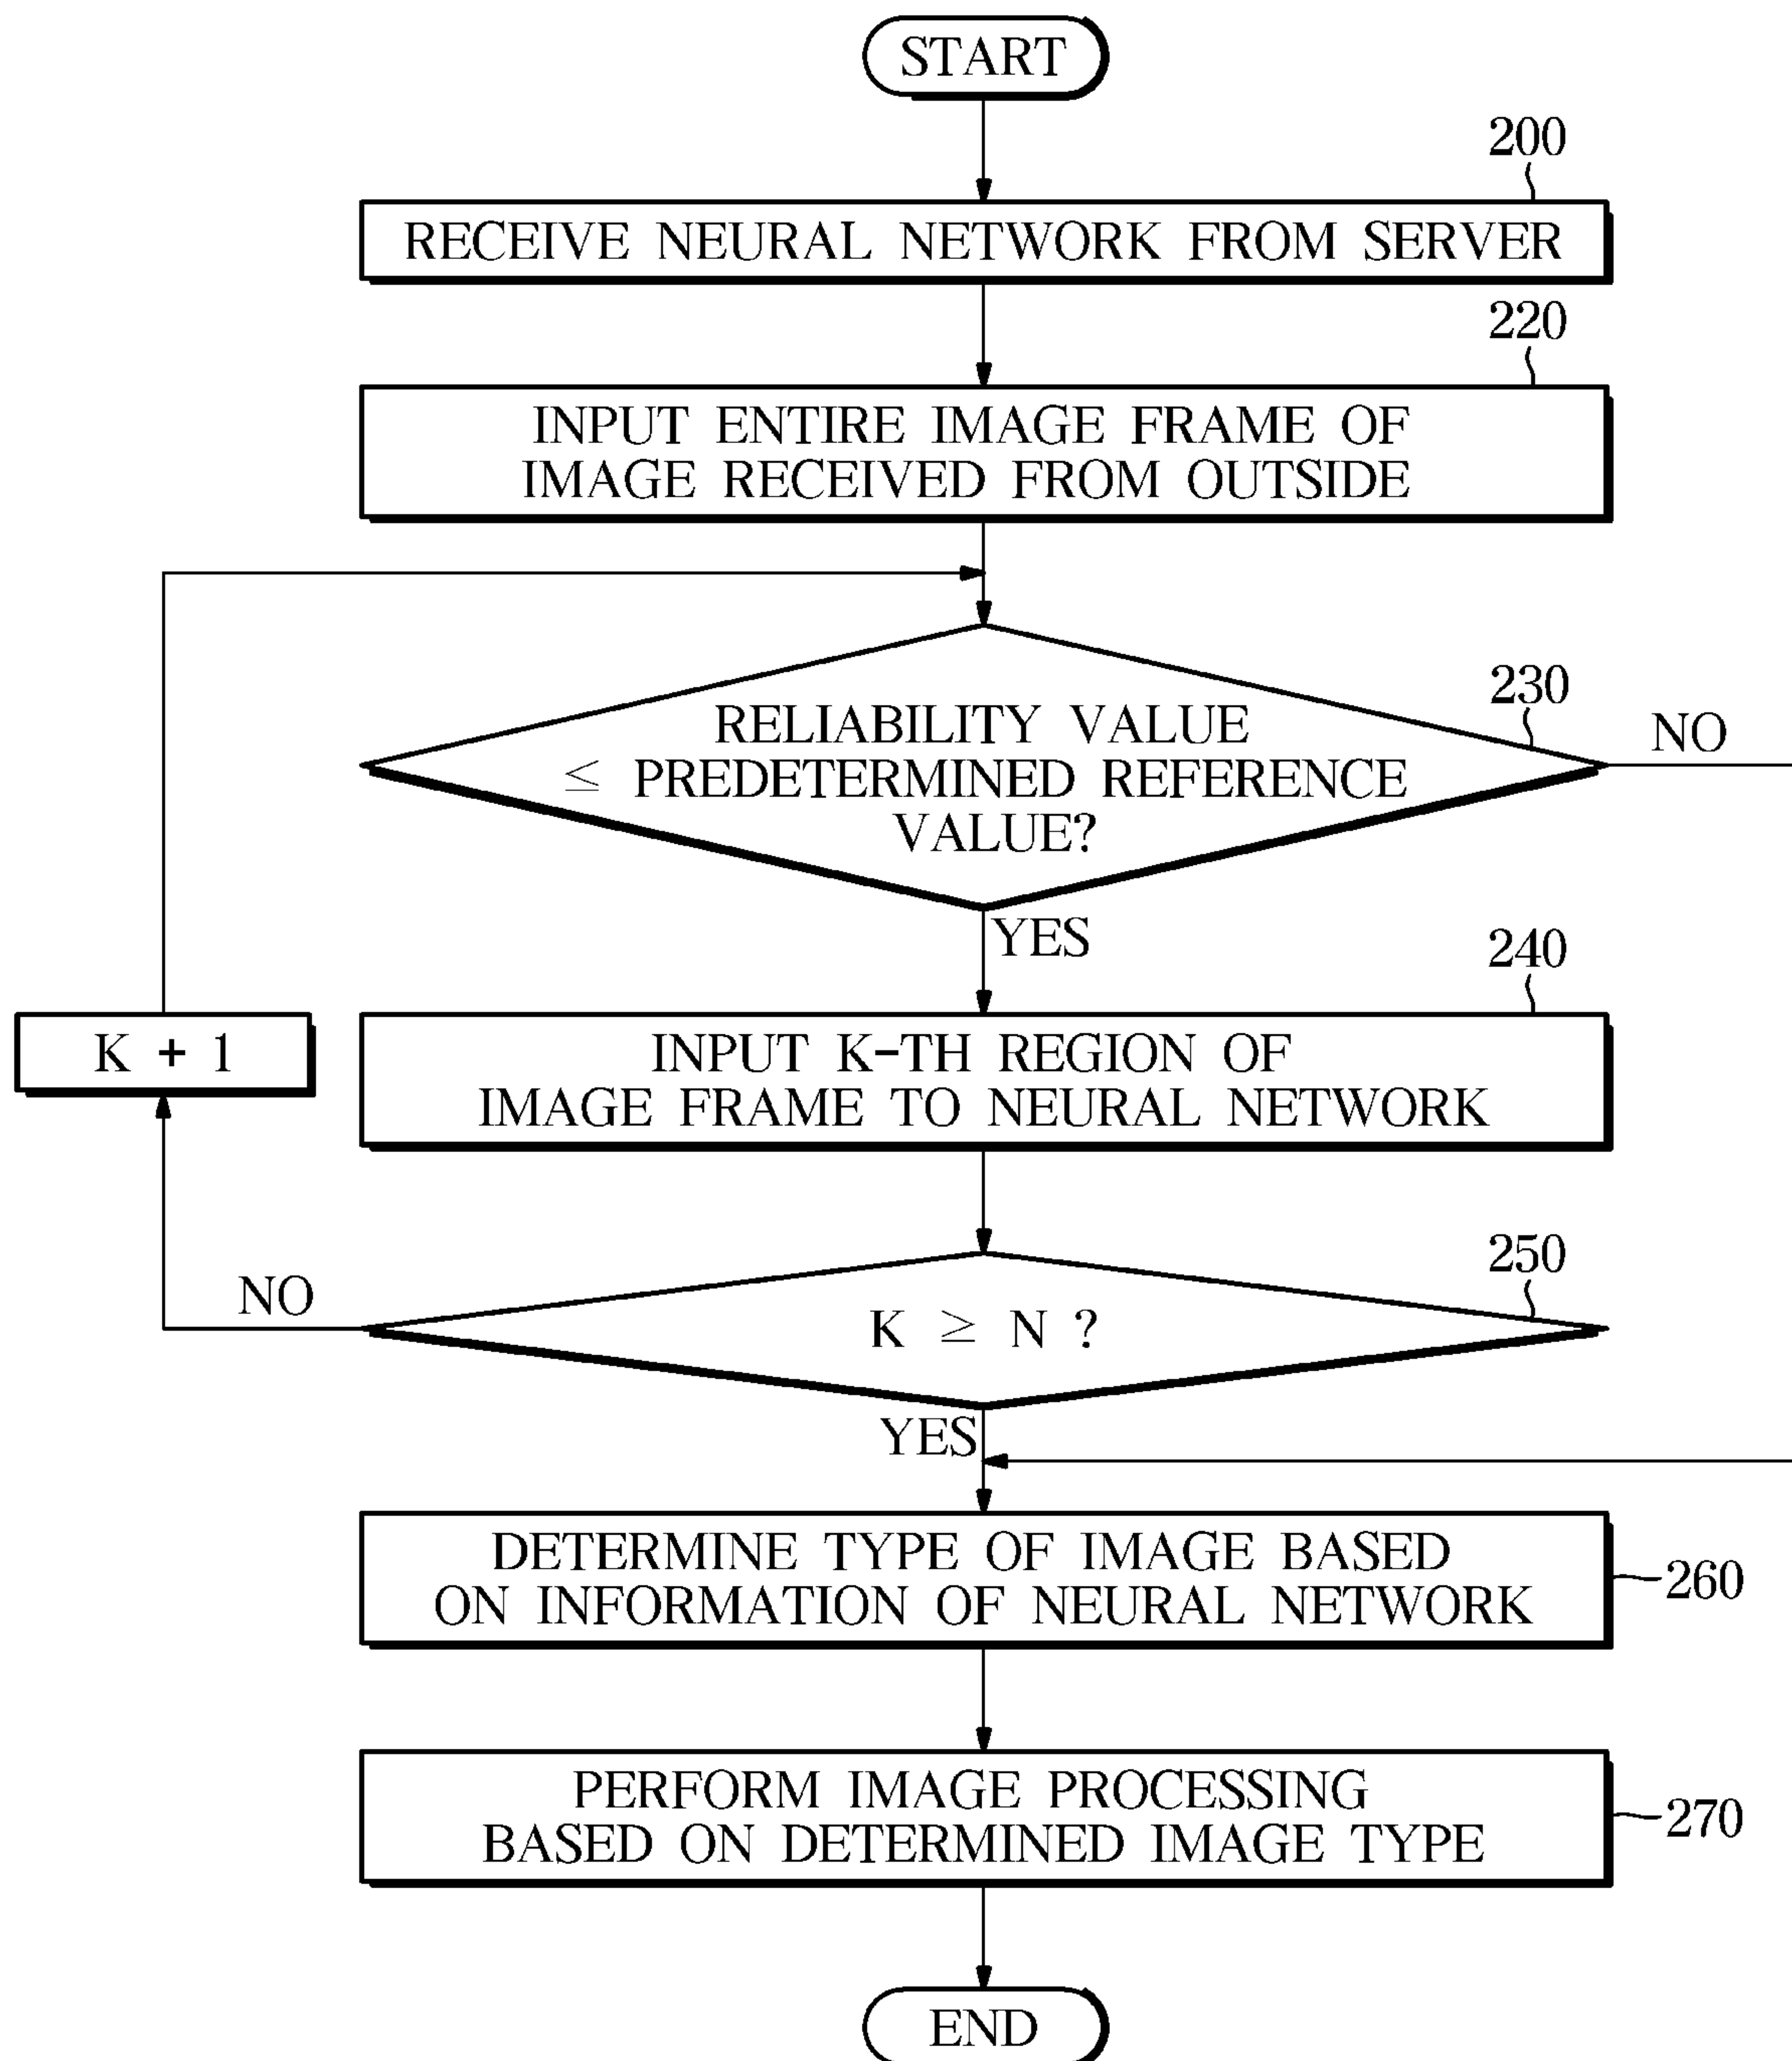 START
200
RECEIVE NEURAL NETWORK FROM SERVER
220
INPUT ENTIRE IMAGE FRAME OF
IMAGE RECEIVED FROM OUTSIDE
230
NO
RELIABILITY VALUE
≤ PREDETERMINED REFERENCE
VALUE?
YES
240
K + 1
INPUT K-TH REGION OF
IMAGE FRAME TO NEURAL NETWORK
250
NO
K ≥ N ?
YES
DETERMINE TYPE OF IMAGE BASED
ON INFORMATION OF NEURAL NETWORK
260
PERFORM IMAGE PROCESSING
BASED ON DETERMINED IMAGE TYPE
270
END